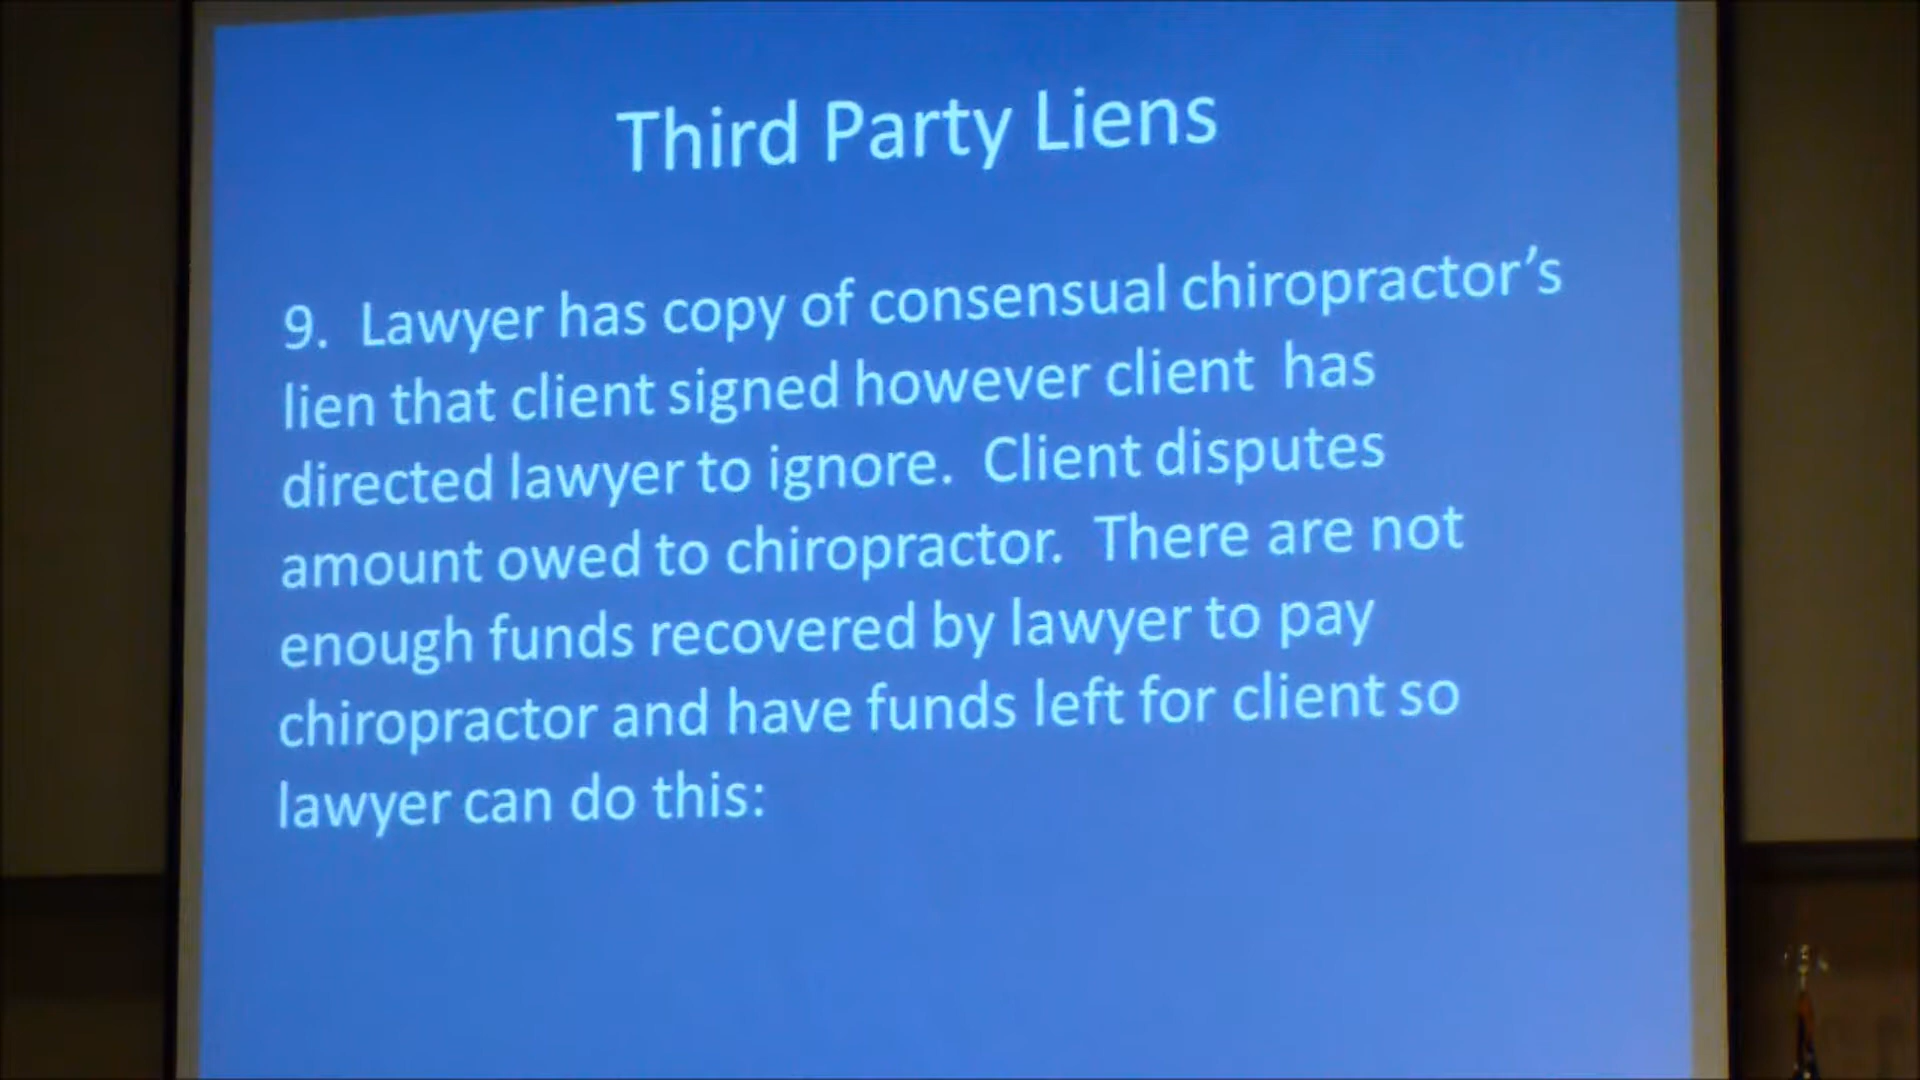 Third Party Liens
9. Lawyer has copy of consensual chiropractor’s
lien that client signed however client has
directed lawyer to ignore. Client disputes
amount owed to chiropractor. There are not
enough funds recovered by lawyer to pay
chiropractor and have funds left for client so
lawyer can do this: